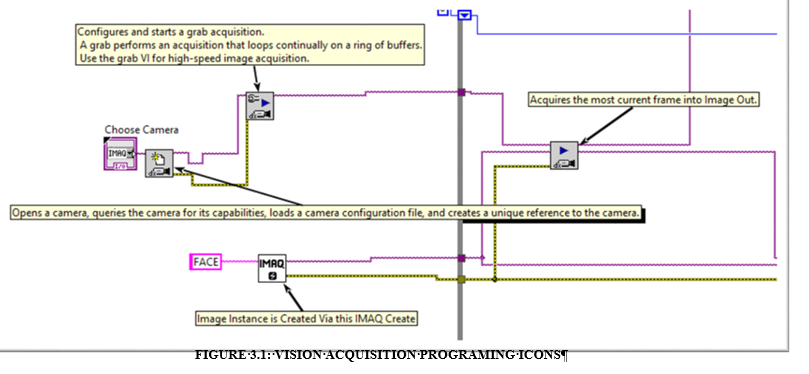 Configures and starts a grab acquisition.
A grab performs an acquisition that loops continually on a ring of buffers.
Use the grab VI for high-speed image acquisition.
Acquires the most current frame into Image Out.
Choose Camera
IMAQ
I/O
Opens a camera, queries the camera for its capabilities, loads a camera configuration file, and creates a unique reference to the camera.
FACE
IMAQ
Image Instance is Created Via this IMAQ Create
FIGURE·3.1:·VISION·ACQUISITION·PROGRAMING·ICONS¶